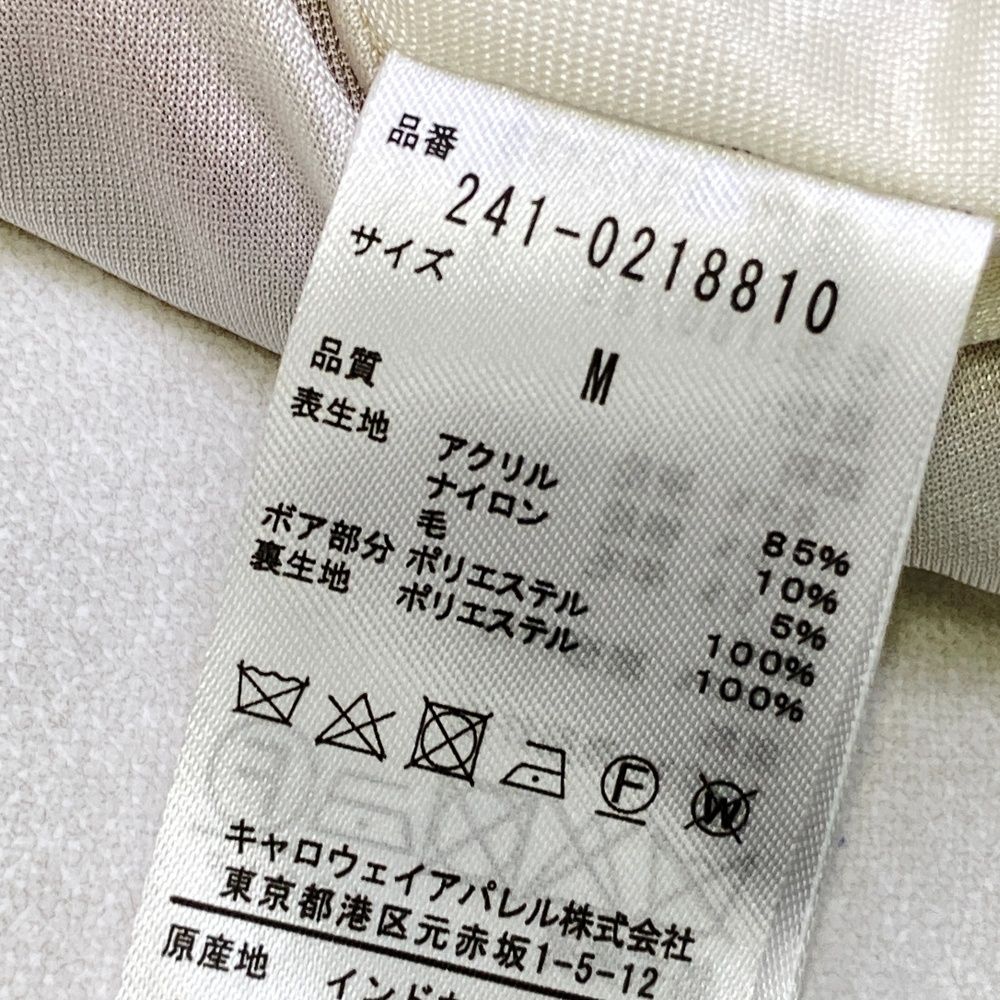 品番
241-0218810
サイズ
M
品質
表生地 アクリル 85%
ナイロン 10%
毛 5%
ボア部分 ポリエステル 100%
裏生地 ポリエステル 100%
F W
キャロウェイアパレル株式会社
東京都港区元赤坂1-5-12
原産地